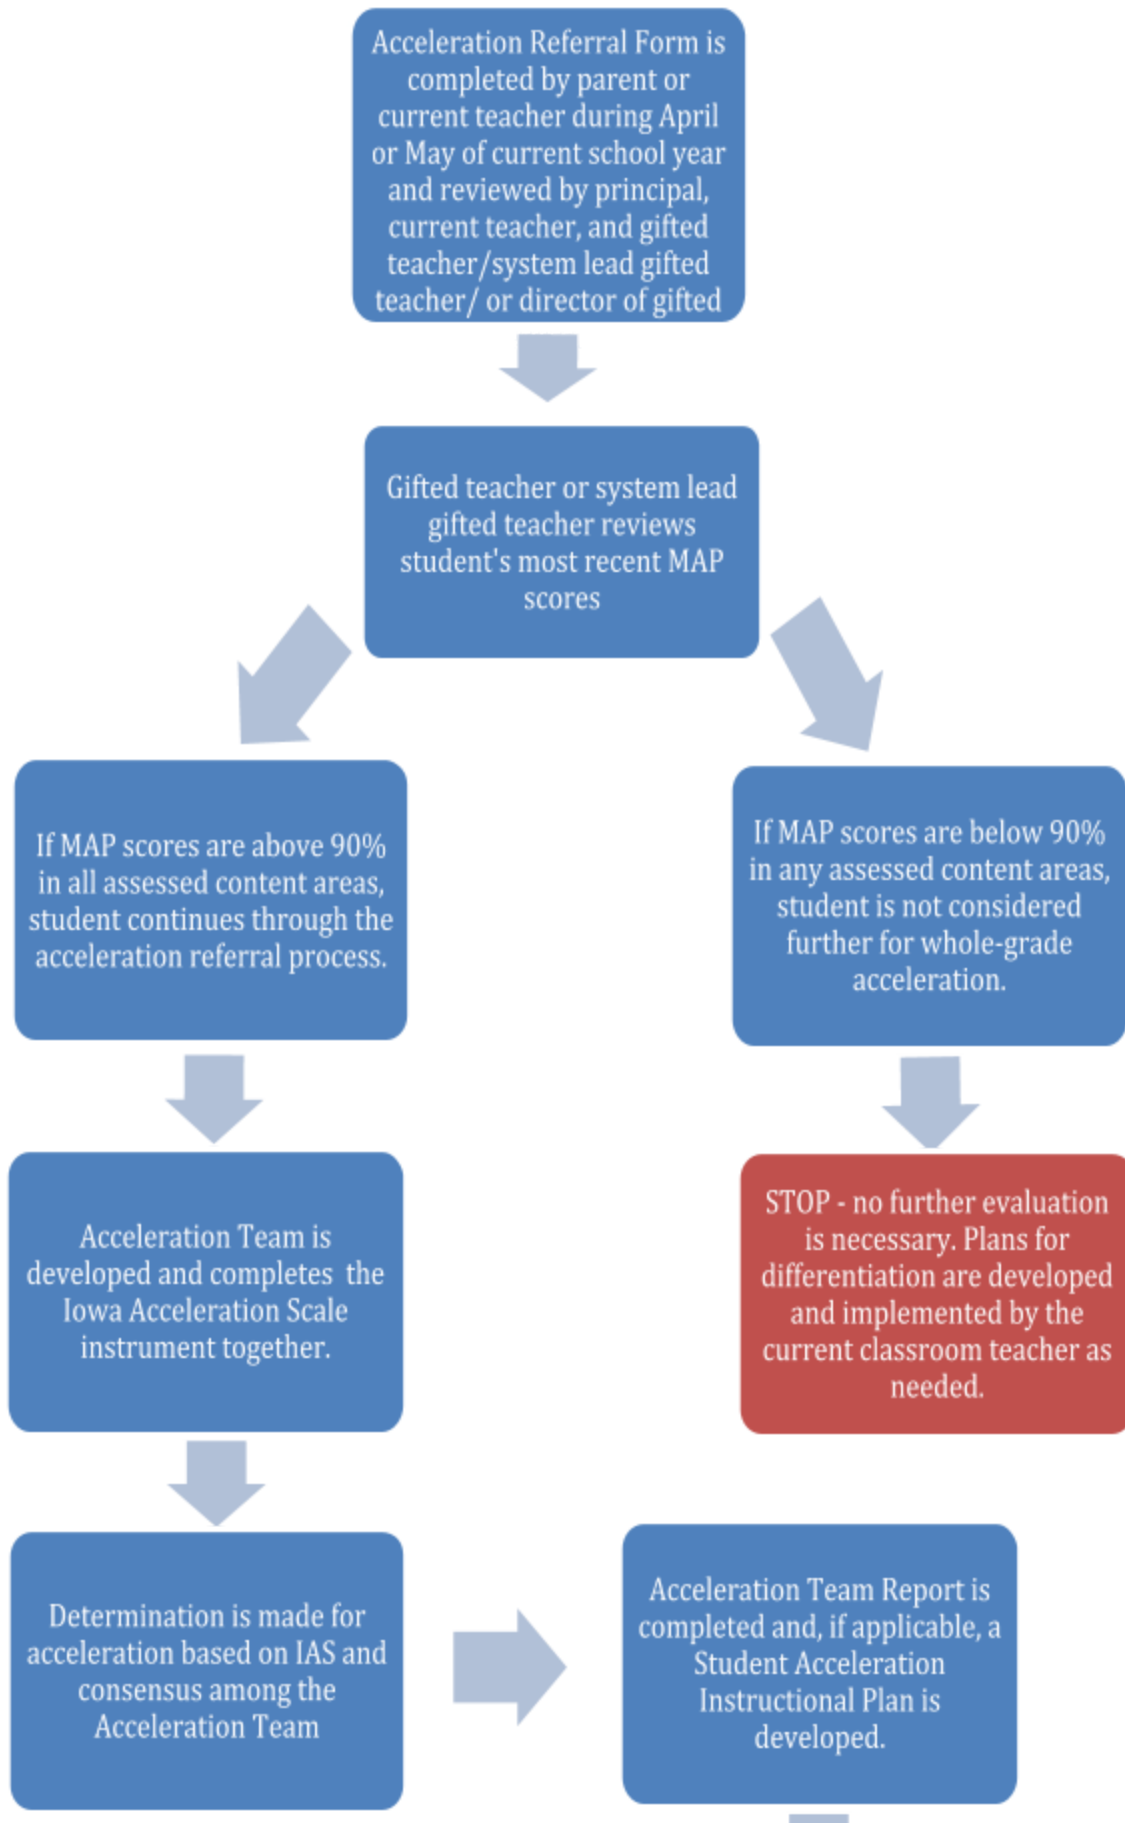 Acceleration Referral Form is
completed by parent or
current teacher during April
or May of current school year
and reviewed by principal,
current teacher, and gifted
teacher/system lead gifted
teacher/ or director of gifted
Gifted teacher or system lead
gifted teacher reviews
student's most recent MAP
scores
If MAP scores are above 90%
in all assessed content areas,
student continues through the
acceleration referral process.
If MAP scores are below 90%
in any assessed content areas,
student is not considered
further for whole-grade
acceleration.
Acceleration Team is
developed and completes the
Iowa Acceleration Scale
instrument together.
STOP - no further evaluation
is necessary. Plans for
differentiation are developed
and implemented by the
current classroom teacher as
needed.
Determination is made for
acceleration based on IAS and
consensus among the
Acceleration Team
Acceleration Team Report is
completed and, if applicable, a
Student Acceleration
Instructional Plan is
developed.